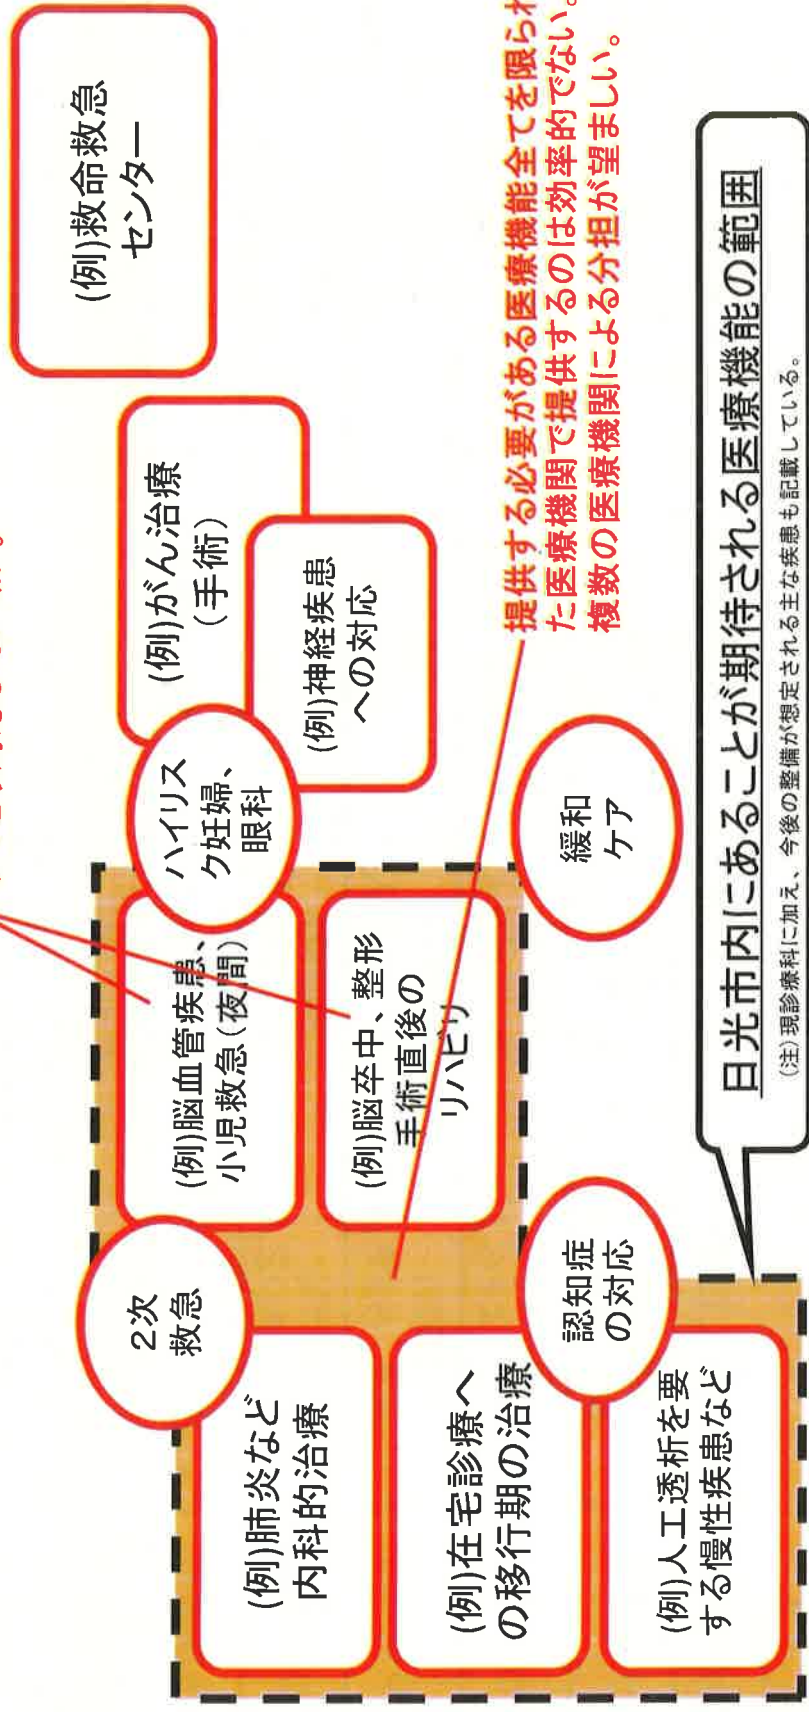 (例)救命救急
センター
(例)がん治療
(手術)
(例)神経疾患
への対応
ハイリス
ク妊婦、
眼科
(例)脳血管疾患、
小児救急(夜間)
(例)脳卒中、整形
手術直後の
リハビリ
緩和
ケア
2次
救急
(例)肺炎など
内科的治療
(例)在宅診療へ
の移行期の治療
認知症
の対応
(例)人工透析を要
する慢性疾患など
提供する必要がある医療機能全てを限られ
た医療機関で提供するのは効率的でない。
複数の医療機関による分担が望ましい。
日光市内にあることが期待される医療機能の範囲
(注)現診療科に加え、今後の整備が想定される主な疾患も記載している。